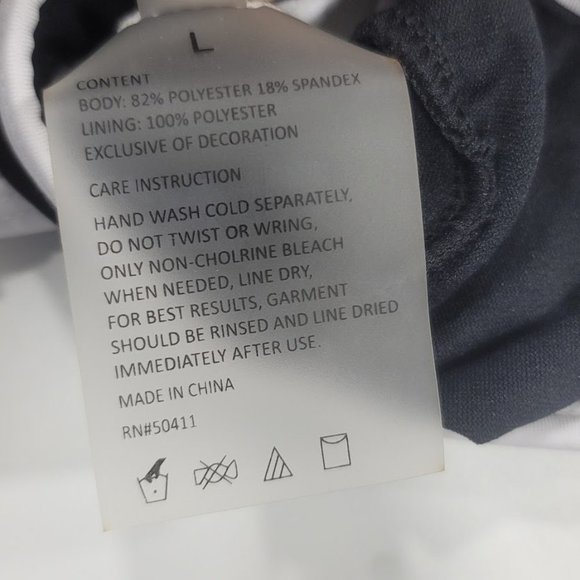 L
CONTENT
BODY: 82% POLYESTER 18% SPANDEX
LINING: 100% POLYESTER
EXCLUSIVE OF DECORATION
CARE INSTRUCTION
HAND WASH COLD SEPARATELY,
DO NOT TWIST OR WRING,
ONLY NON-CHOLRINE BLEACH
WHEN NEEDED, LINE DRY,
FOR BEST RESULTS, GARMENT
SHOULD BE RINSED AND LINE DRIED
IMMEDIATELY AFTER USE.
MADE IN CHINA
RN#50411